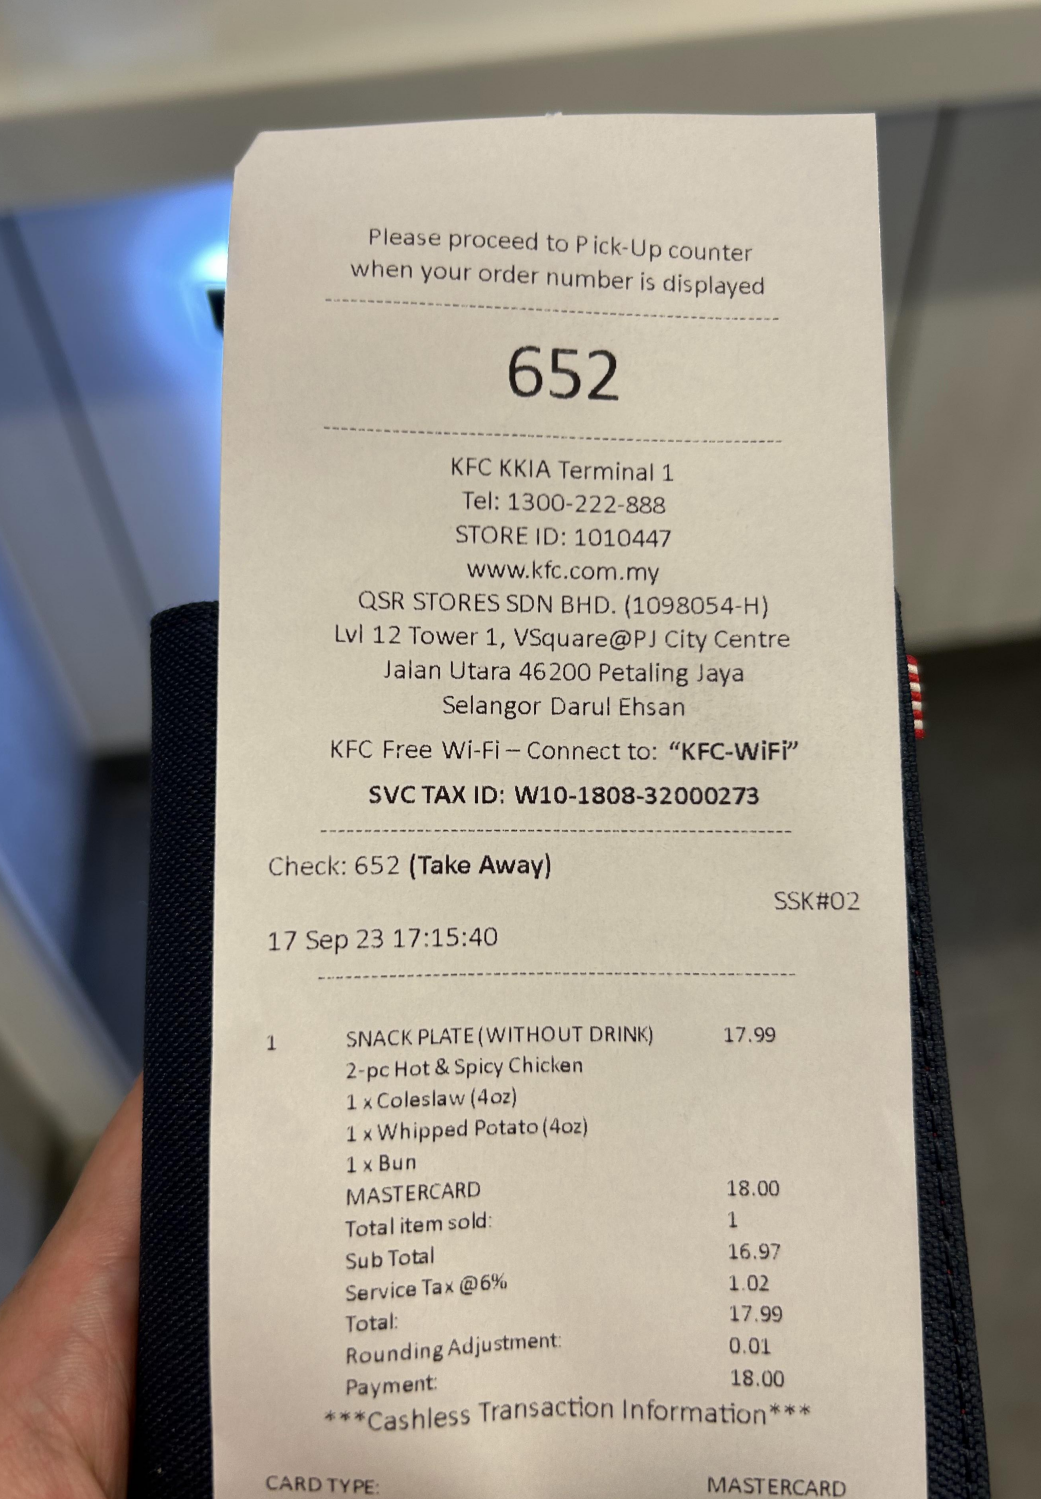 Please proceed to Pick-Up counter
when your order number is displayed
652
KFC KKIA Terminal 1
Tel: 1300-222-888
STORE ID: 1010447
www.kfc.com.my
QSR STORES SDN BHD. (1098054-H)
Lvl 12 Tower 1, VSquare@PJ City Centre
Jalan Utara 46200 Petaling Jaya
Selangor Darul Ehsan
KFC Free Wi-Fi – Connect to: “KFC-WiFi”
SVC TAX ID: W10-1808-32000273
Check: 652 (Take Away)
SSK#02
17 Sep 23 17:15:40
1 SNACK PLATE (WITHOUT DRINK) 17.99
2-pc Hot & Spicy Chicken
1 x Coleslaw (4oz)
1 x Whipped Potato (4oz)
1 x Bun
MASTERCARD 18.00
Total item sold: 1
Sub Total 16.97
Service Tax @6% 1.02
Total: 17.99
Rounding Adjustment: 0.01
Payment: 18.00
***Cashless Transaction Information***
CARD TYPE: MASTERCARD